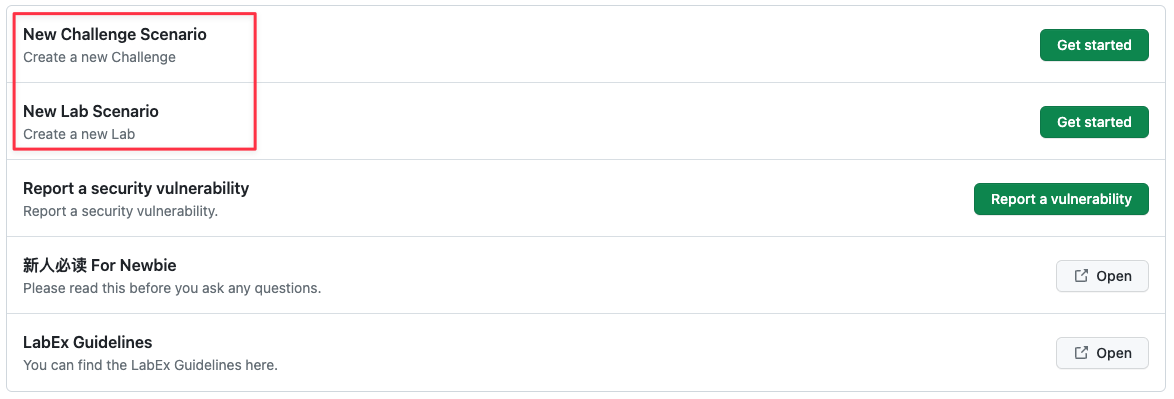 New Challenge Scenario
Create a new Challenge
Get started
New Lab Scenario
Create a new Lab
Get started
Report a security vulnerability
Report a security vulnerability.
Report a vulnerability
新人必读 For Newbie
Please read this before you ask any questions.
Open
LabEx Guidelines
You can find the LabEx Guidelines here.
Open